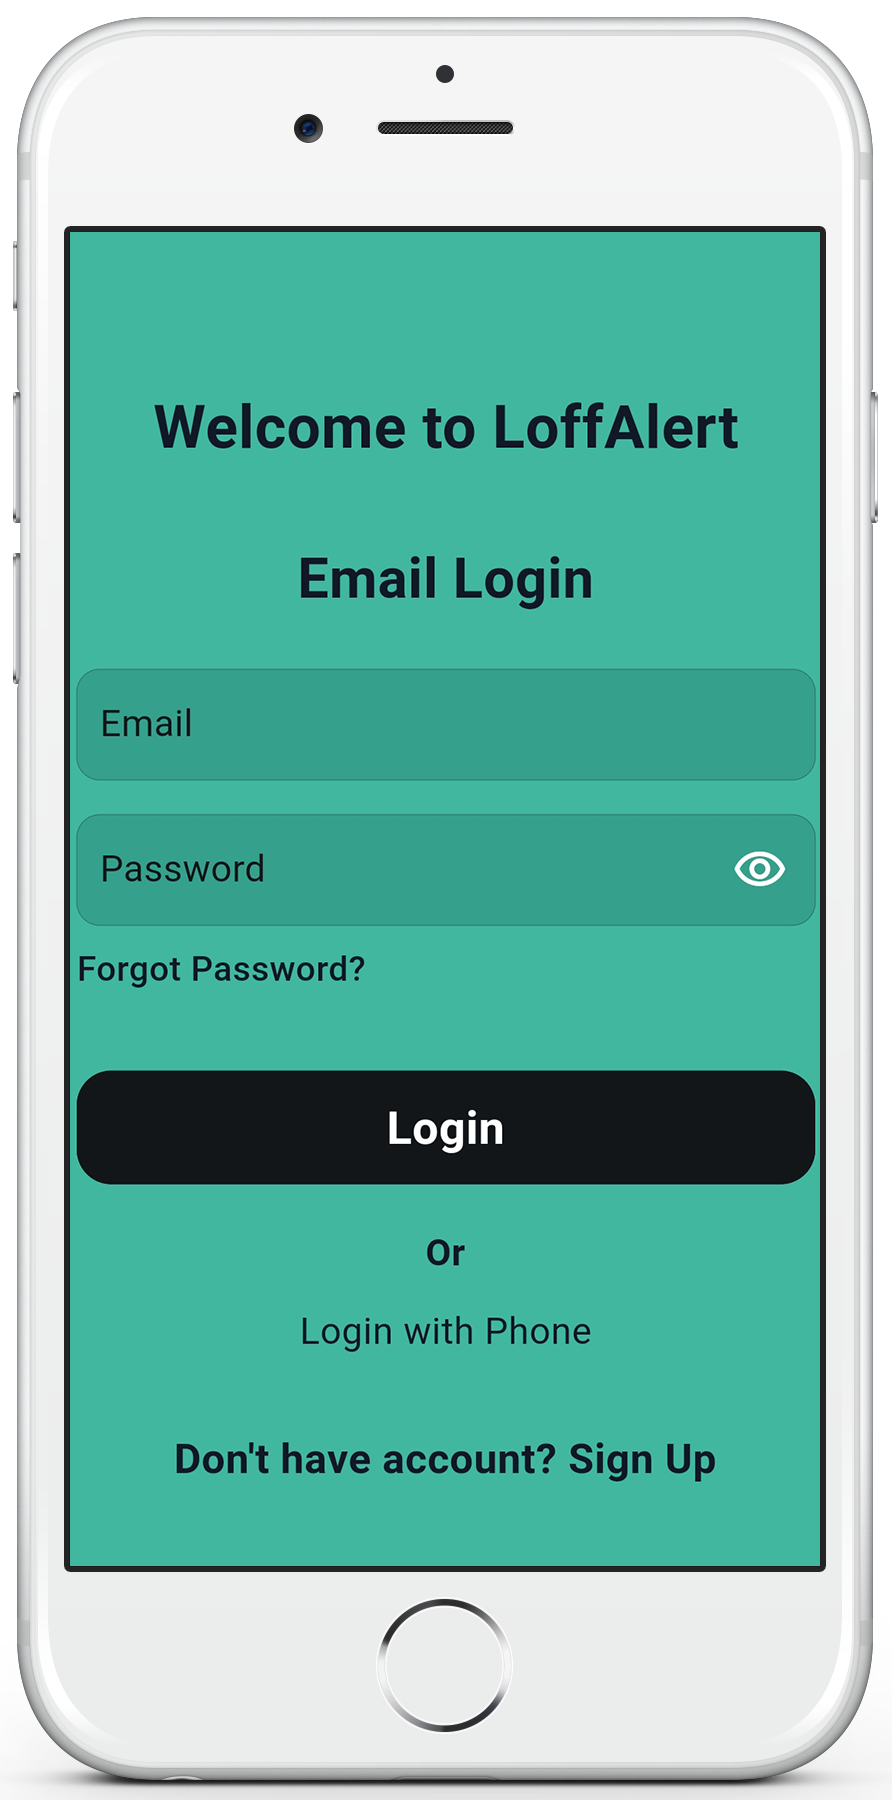 Welcome to LoffAlert
Email Login
Email
Password
Forgot Password?
Login
Or
Login with Phone
Don't have account? Sign Up